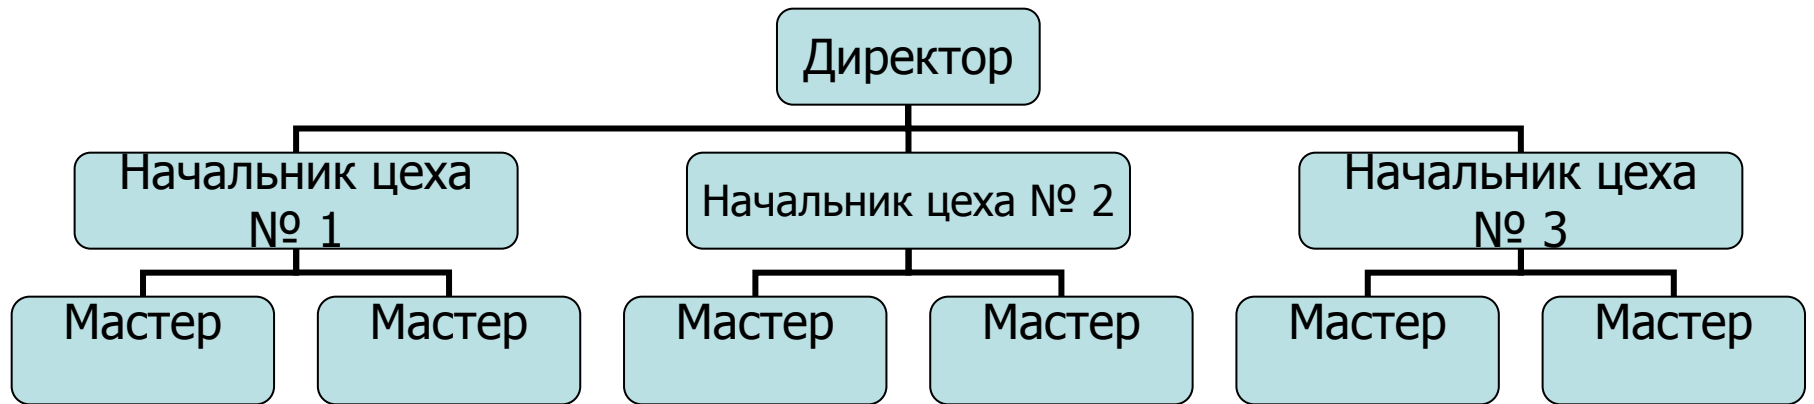 Директор
Начальник цеха
№ 1
Начальник цеха № 2
Начальник цеха
№ 3
Мастер
Мастер
Мастер
Мастер
Мастер
Мастер